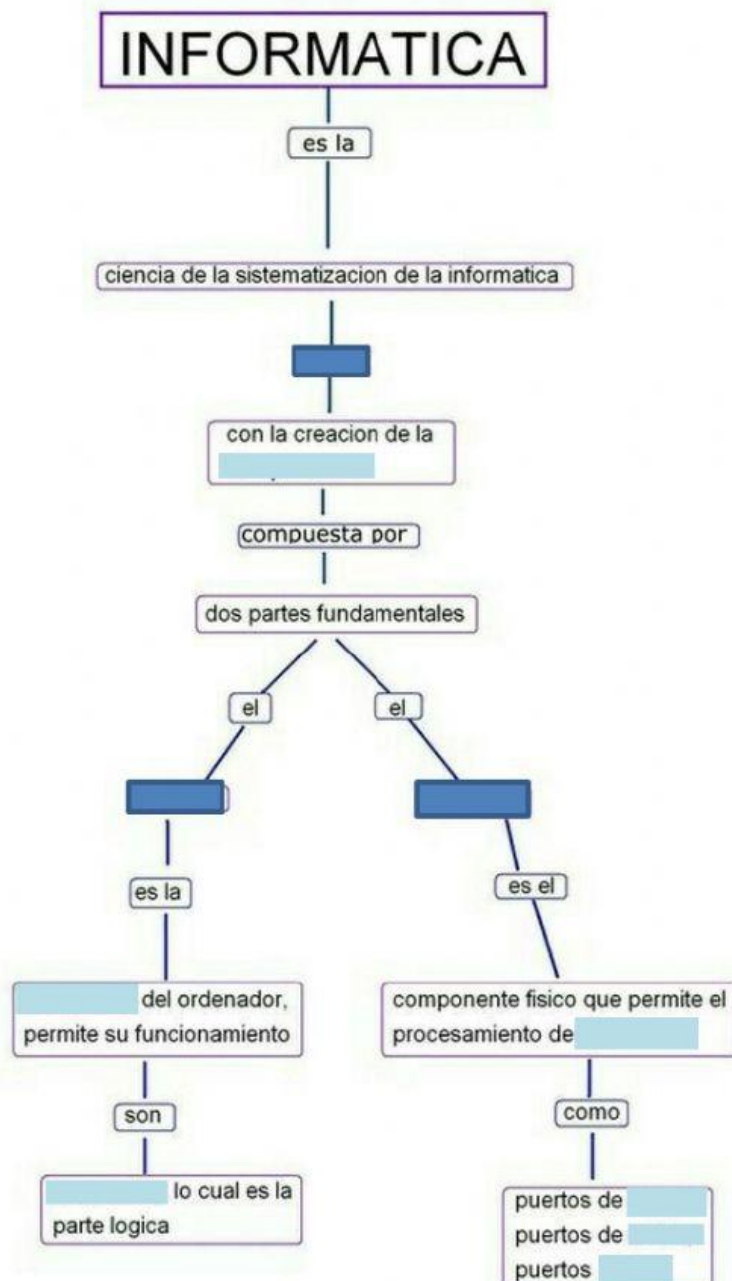 INFORMATICA
es la
ciencia de la sistematizacion de la informatica
con la creacion de la
compuesta por
dos partes fundamentales
el
el
es la
es el
del ordenador,
permite su funcionamiento
componente fisico que permite el
procesamiento de
son
como
lo cual es la
parte logica
puertos de
puertos de
puertos